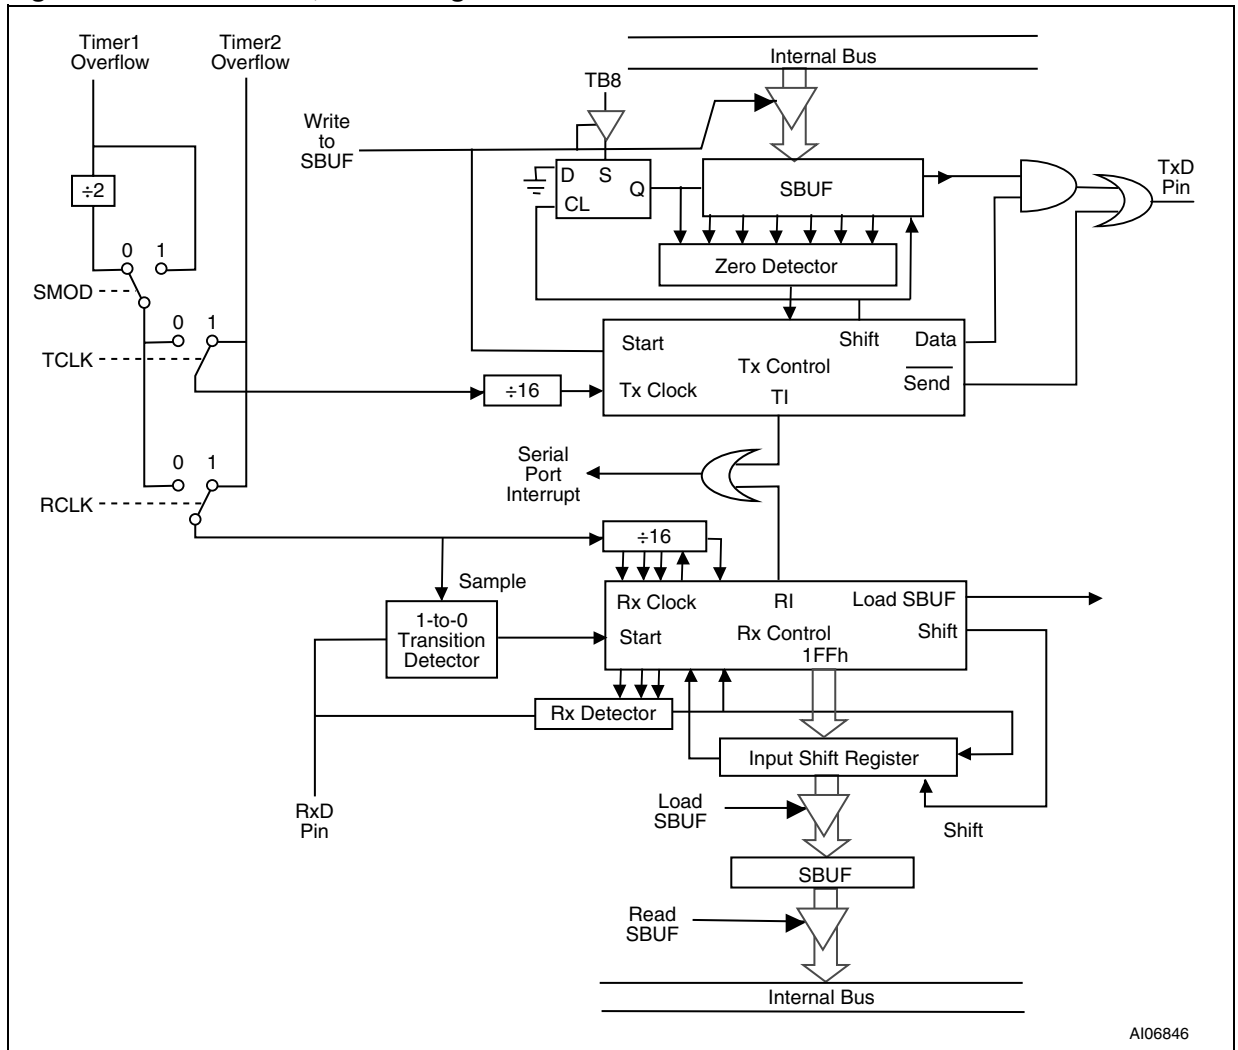 Timer1
Overflow
Timer2
Overflow
Internal Bus
TB8
Write
to
SBUF
D S
Q
CL
SBUF
TxD
Pin
÷2
0 1
Zero Detector
SMOD
0 1
TCLK
Start
Shift
Data
Tx Control
Send
Tx Clock
TI
÷16
Serial
Port
Interrupt
0 1
RCLK
÷16
Sample
1-to-0
Transition
Detector
Rx Clock
RI
Load SBUF
Start
Rx Control
Shift
1FFh
Rx Detector
Input Shift Register
RxD
Pin
Load
SBUF
Shift
SBUF
Read
SBUF
Internal Bus
AI06846